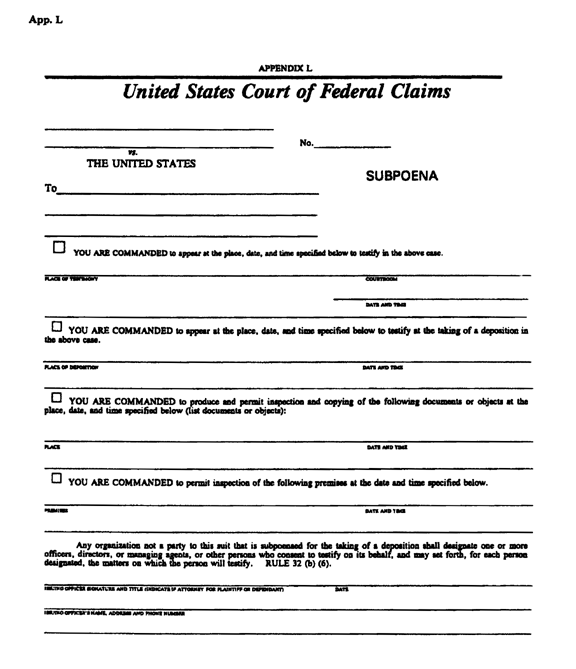 App. L
APPENDIX L
United States Court of Federal Claims
vs.
No.
THE UNITED STATES
SUBPOENA
To
YOU ARE COMMANDED to appear at the place, date, and time specified below to testify in the above case.
PLACE OF TESTIMONY
COURTROOM
DATE AND TIME
YOU ARE COMMANDED to appear at the place, date, and time specified below to testify at the taking of a deposition in
the above case.
PLACE OF DEPOSITION
DATE AND TIME
YOU ARE COMMANDED to produce and permit inspection and copying of the following documents or objects at the
place, date, and time specified below (list documents or objects):
PLACE
DATE AND TIME
YOU ARE COMMANDED to permit inspection of the following premises at the date and time specified below.
PREMISES
DATE AND TIME
Any organization not a party to this suit that is subpoenaed for the taking of a deposition shall designate one or more
officers, directors, or managing agents, or other persons who consent to testify on its behalf, and may set forth, for each person
designated, the matters on which the person will testify. RULE 32 (b) (6).
ISSUING OFFICER SIGNATURE AND TITLE (INDICATE IF ATTORNEY FOR PLAINTIFF OR DEFENDANT)
DATE
ISSUING OFFICER'S NAME, ADDRESS AND PHONE NUMBER